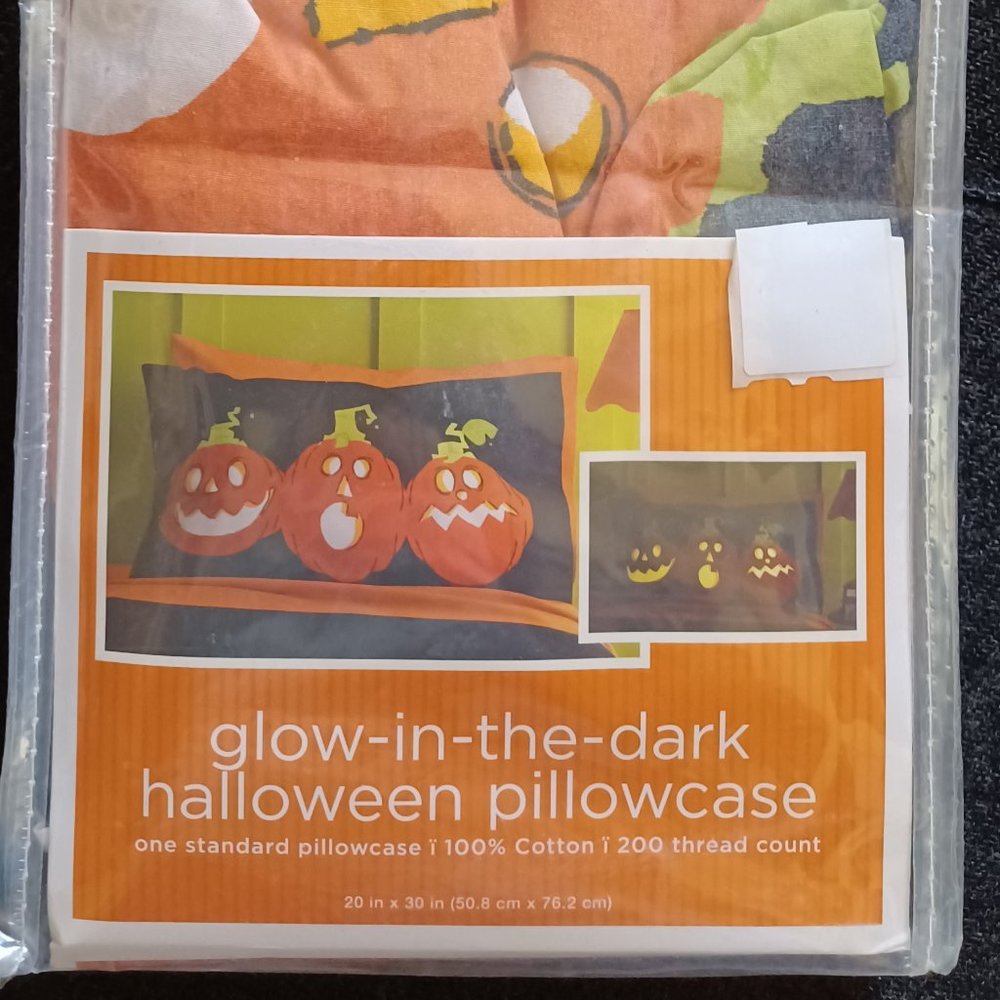 glow-in-the-dark
halloween pillowcase
one standard pillowcase ï 100% Cotton ï 200 thread count
20 in x 30 in (50.8 cm x 76.2 cm)